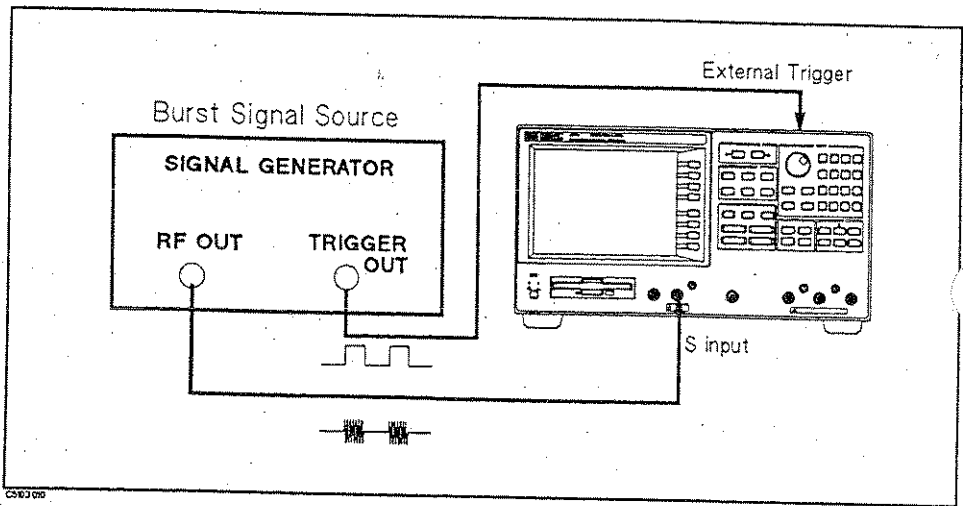 External Trigger
Burst Signal Source
SIGNAL GENERATOR
RF OUT
TRIGGER
OUT
S input